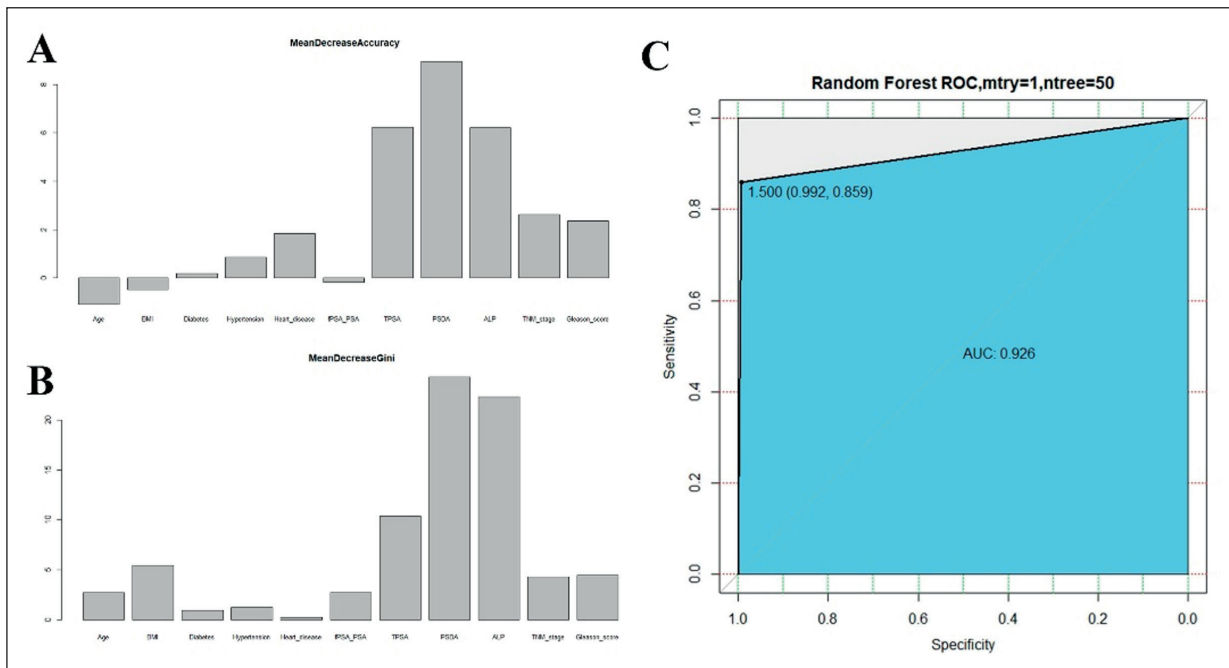 A
MeanDecreaseAccuracy
8
6
4
2
0
Age BMI Diabetes Hypertension Heart_disease fPSA_PSA TPSA PSDA ALP TNM_stage Gleason_score
B
MeanDecreaseGini
20
15
10
5
0
Age BMI Diabetes Hypertension Heart_disease fPSA_PSA TPSA PSDA ALP TNM_stage Gleason_score
C
Random Forest ROC,mtry=1,ntree=50
Sensitivity
1.0
0.8
0.6
0.4
0.2
0.0
1.500 (0.992, 0.859)
AUC: 0.926
1.0 0.8 0.6 0.4 0.2 0.0
Specificity